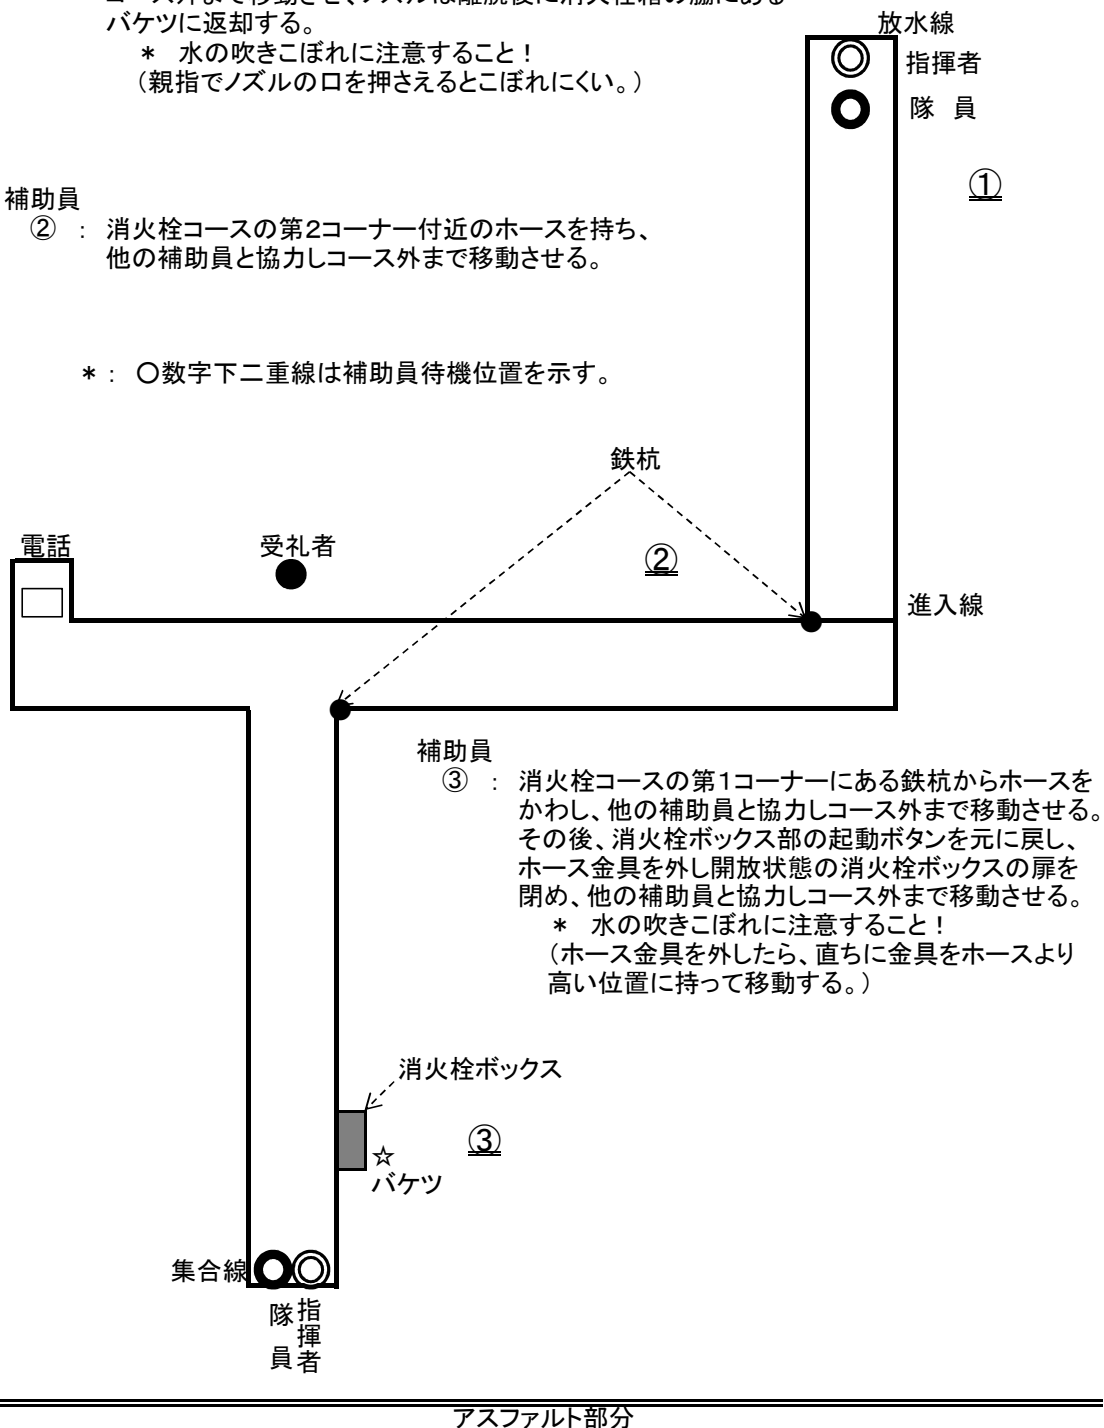 バケツに返却する。
* 水の吹きこぼれに注意すること！
（親指でノズルの口を押さえるとこぼれにくい。）
放水線
指揮者
隊 員
①
補助員
② ： 消火栓コースの第２コーナー付近のホースを持ち、
他の補助員と協力しコース外まで移動させる。
*： ○数字下二重線は補助員待機位置を示す。
鉄杭
電話
受礼者
②
進入線
補助員
③ ： 消火栓コースの第１コーナーにある鉄杭からホースを
かわし、他の補助員と協力しコース外まで移動させる。
その後、消火栓ボックス部の起動ボタンを元に戻し、
ホース金具を外し開放状態の消火栓ボックスの扉を
閉め、他の補助員と協力しコース外まで移動させる。
* 水の吹きこぼれに注意すること！
（ホース金具を外したら、直ちに金具をホースより
高い位置に持って移動する。）
消火栓ボックス
③
☆
バケツ
集合線
隊員
指揮者
アスファルト部分